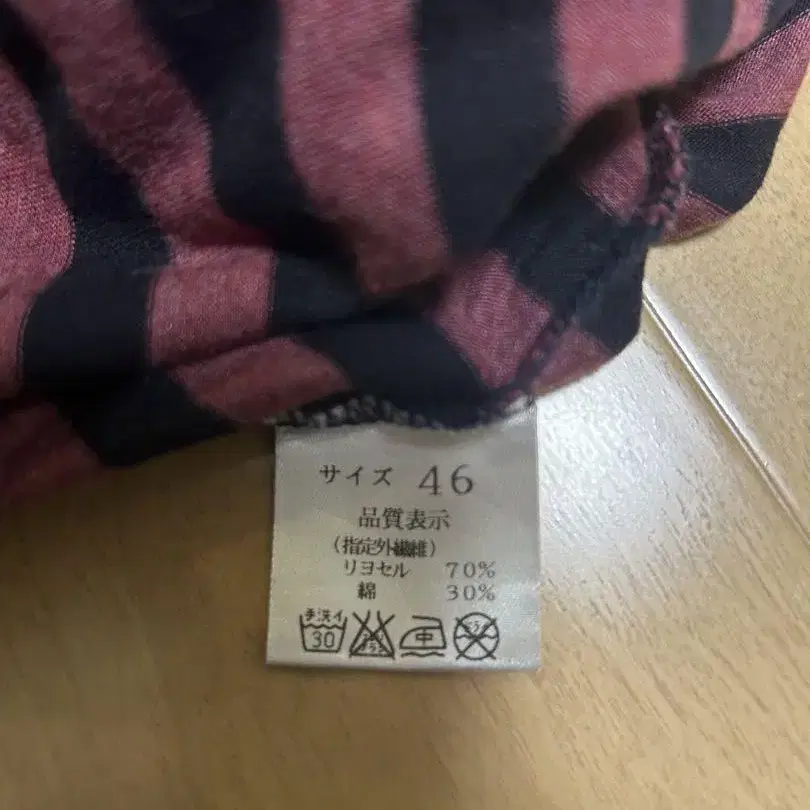 サイズ 46
品質表示
(指定外繊維)
リヨセル 70%
綿 30%
手洗イ 30 中